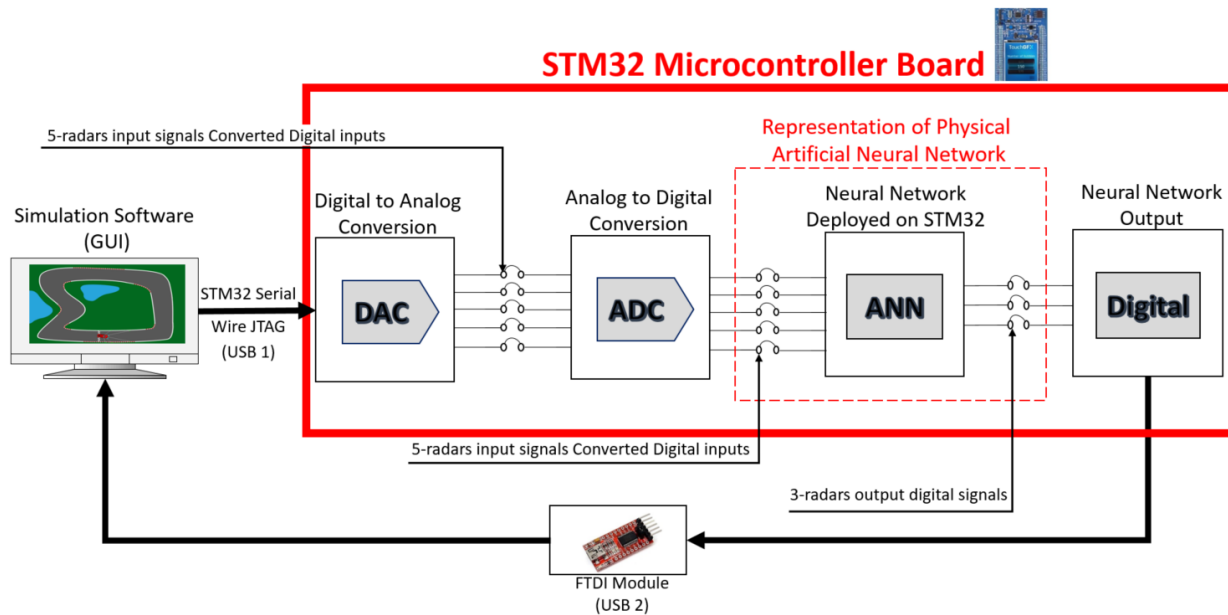 STM32 Microcontroller Board
5-radars input signals Converted Digital inputs
Representation of Physical
Artificial Neural Network
Simulation Software
(GUI)
Digital to Analog
Conversion
Analog to Digital
Conversion
Neural Network
Deployed on STM32
Neural Network
Output
STM32 Serial
Wire JTAG
(USB 1)
DAC
ADC
ANN
Digital
5-radars input signals Converted Digital inputs
3-radars output digital signals
FTDI Module
(USB 2)